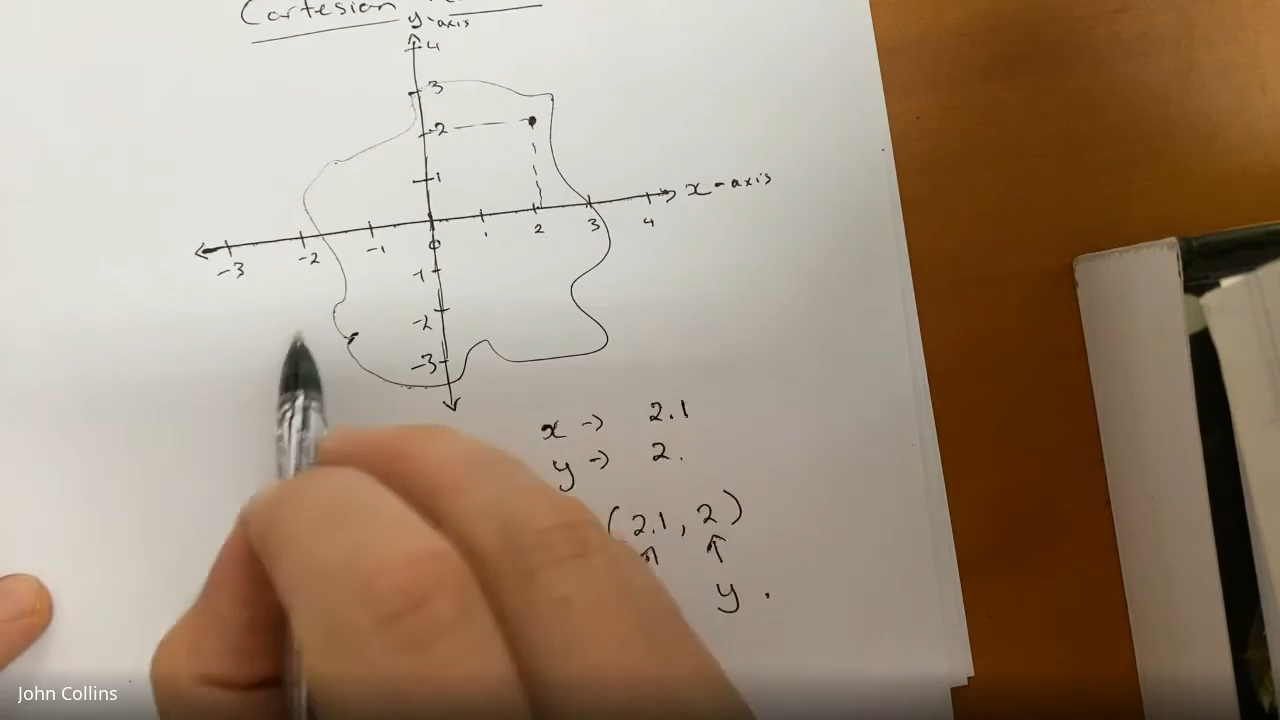 Cartesian
y-axis
4
3
2
1
x-axis
-3 -2 -1 0 1 2 3 4
-1
-2
-3
x -> 2.1
y -> 2.
(2.1, 2)
↑ ↑
y.
John Collins